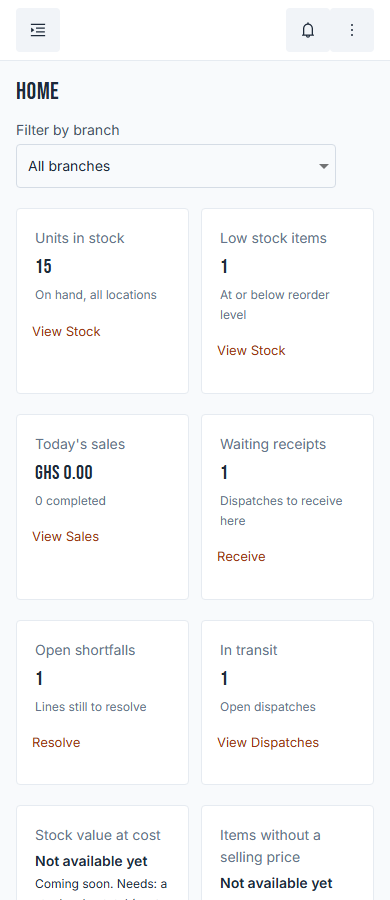 HOME
Filter by branch
All branches
Units in stock
15
On hand, all locations
View Stock
Low stock items
1
At or below reorder
level
View Stock
Today's sales
GHS 0.00
0 completed
View Sales
Waiting receipts
1
Dispatches to receive
here
Receive
Open shortfalls
1
Lines still to resolve
Resolve
In transit
1
Open dispatches
View Dispatches
Stock value at cost
Not available yet
Coming soon. Needs: a
Items without a
selling price
Not available yet